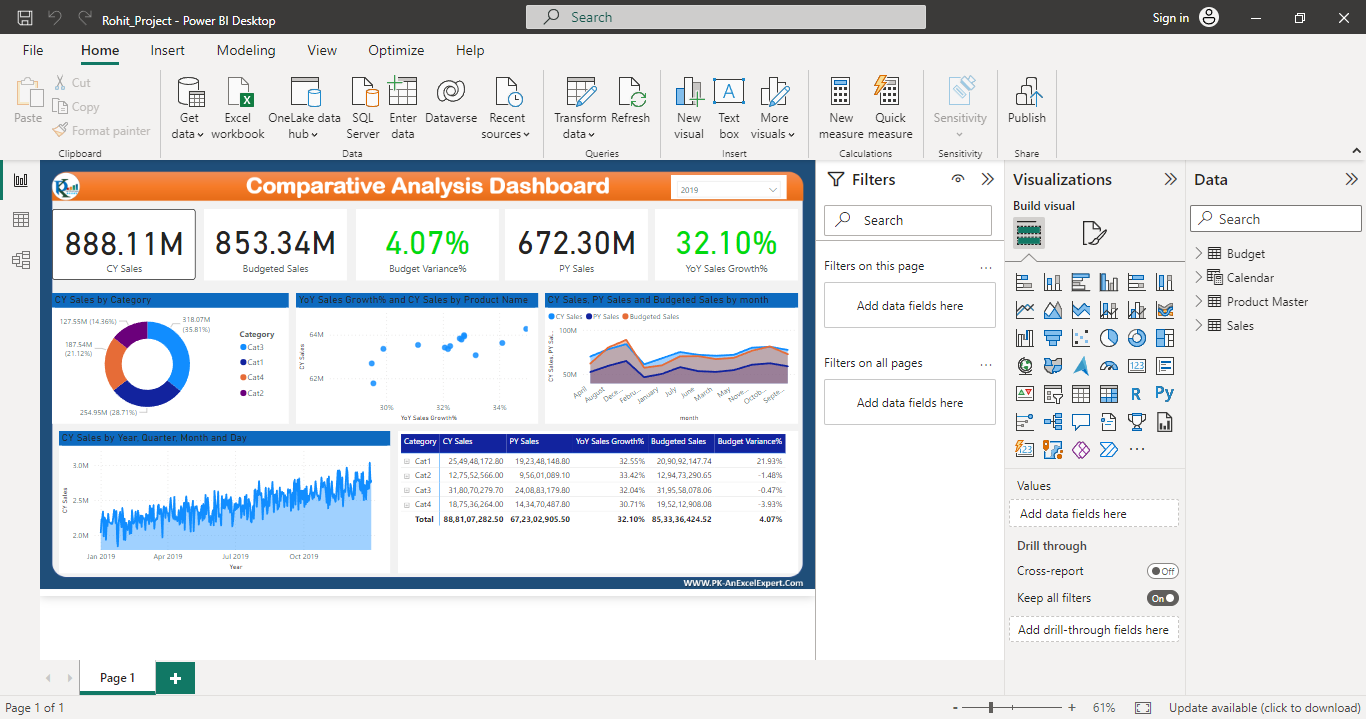 Rohit_Project - Power BI Desktop
Search
Sign in
File Home Insert Modeling View Optimize Help
Paste
Cut
Copy
Format painter
Clipboard
Get data
Excel workbook
OneLake data hub
SQL Server
Enter data
Dataverse
Recent sources
Data
Transform data
Refresh
Queries
New visual
Text box
More visuals
Insert
New measure
Quick measure
Calculations
Sensitivity
Sensitivity
Publish
Share
Comparative Analysis Dashboard
2019
888.11M
CY Sales
853.34M
Budgeted Sales
4.07%
Budget Variance%
672.30M
PY Sales
32.10%
YoY Sales Growth%
CY Sales by Category
127.55M (14.36%)
318.07M
(35.81%)
187.54M
(21.12%)
254.95M (28.71%)
Category
Cat3
Cat1
Cat4
Cat2
YoY Sales Growth% and CY Sales by Product Name
CY Sales
64M
62M
30% 32% 34%
YoY Sales Growth%
CY Sales, PY Sales and Budgeted Sales by month
CY Sales PY Sales Budgeted Sales
CY Sales, PY Sal...
100M
50M
April August Dece... Febru... January July June March May Nove... Octob... Septe...
month
CY Sales by Year, Quarter, Month and Day
CY Sales
3.0M
2.5M
2.0M
Jan 2019 Apr 2019 Jul 2019 Oct 2019
Year
Category CY Sales PY Sales YoY Sales Growth% Budgeted Sales Budget Variance%
Cat1 25,49,48,172.80 19,23,48,148.80 32.55% 20,90,92,147.74 21.93%
Cat2 12,75,52,566.00 9,56,01,089.10 33.42% 12,94,73,290.65 -1.48%
Cat3 31,80,70,279.70 24,08,83,179.80 32.04% 31,95,58,078.06 -0.47%
Cat4 18,75,36,264.00 14,34,70,487.80 30.71% 19,52,12,908.08 -3.93%
Total 88,81,07,282.50 67,23,02,905.50 32.10% 85,33,36,424.52 4.07%
WWW.PK-AnExcelExpert.Com
Filters
Search
Filters on this page ...
Add data fields here
Filters on all pages ...
Add data fields here
Visualizations
Build visual
R Py
123
123
...
Values
Add data fields here
Drill through
Cross-report Off
Keep all filters On
Add drill-through fields here
Data
Search
Budget
Calendar
Product Master
Sales
Page 1
+
Page 1 of 1
- + 61%
Update available (click to download)